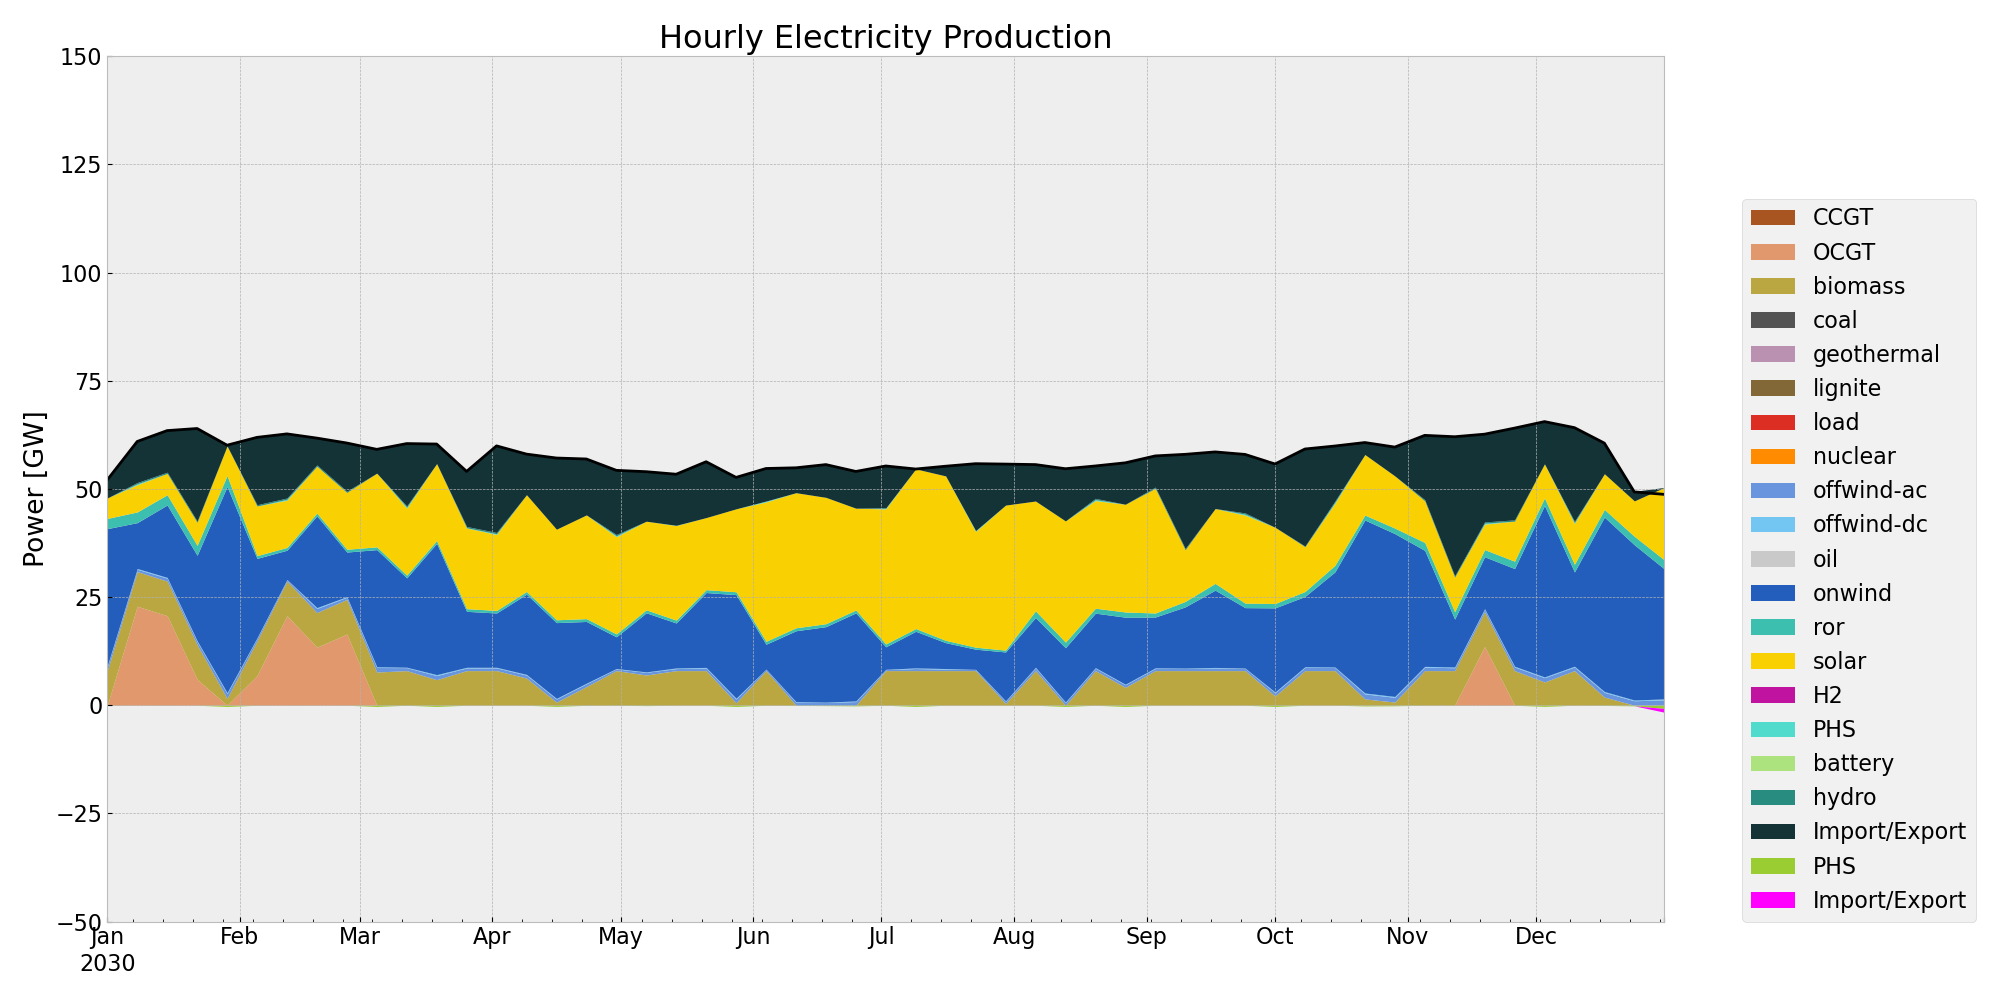 Hourly Electricity Production
Power [GW]
150
125
100
75
50
25
0
−25
−50
Jan
2030
Feb
Mar
Apr
May
Jun
Jul
Aug
Sep
Oct
Nov
Dec
CCGT
OCGT
biomass
coal
geothermal
lignite
load
nuclear
offwind-ac
offwind-dc
oil
onwind
ror
solar
H2
PHS
battery
hydro
Import/Export
PHS
Import/Export